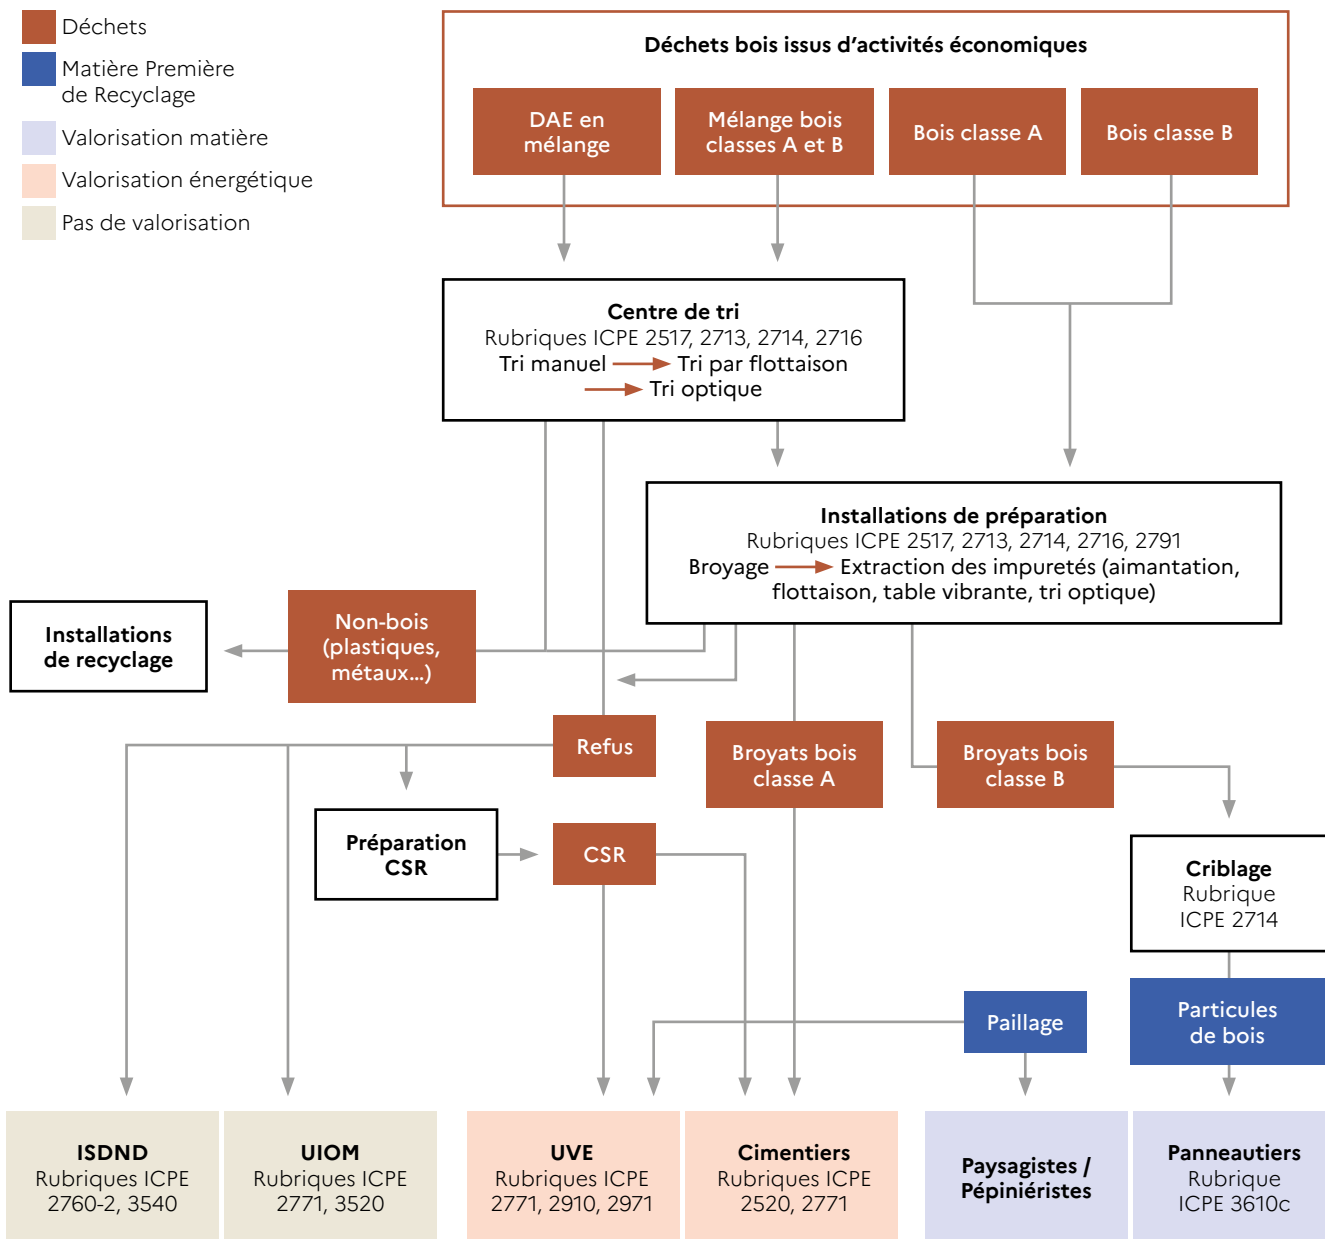 Déchets
Matière Première
de Recyclage
Valorisation matière
Valorisation énergétique
Pas de valorisation
Déchets bois issus d’activités économiques
DAE en
mélange
Mélange bois
classes A et B
Bois classe A
Bois classe B
Centre de tri
Rubriques ICPE 2517, 2713, 2714, 2716
Tri manuel
Tri par flottaison
Tri optique
Installations de préparation
Rubriques ICPE 2517, 2713, 2714, 2716, 2791
Broyage
Extraction des impuretés (aimantation,
flottaison, table vibrante, tri optique)
Installations
de recyclage
Non-bois
(plastiques,
métaux…)
Refus
Broyats bois
classe A
Broyats bois
classe B
Préparation
CSR
CSR
Criblage
Rubrique
ICPE 2714
Paillage
Particules
de bois
ISDND
Rubriques ICPE
2760-2, 3540
UIOM
Rubriques ICPE
2771, 3520
UVE
Rubriques ICPE
2771, 2910, 2971
Cimentiers
Rubriques ICPE
2520, 2771
Paysagistes /
Pépiniéristes
Panneautiers
Rubrique
ICPE 3610c